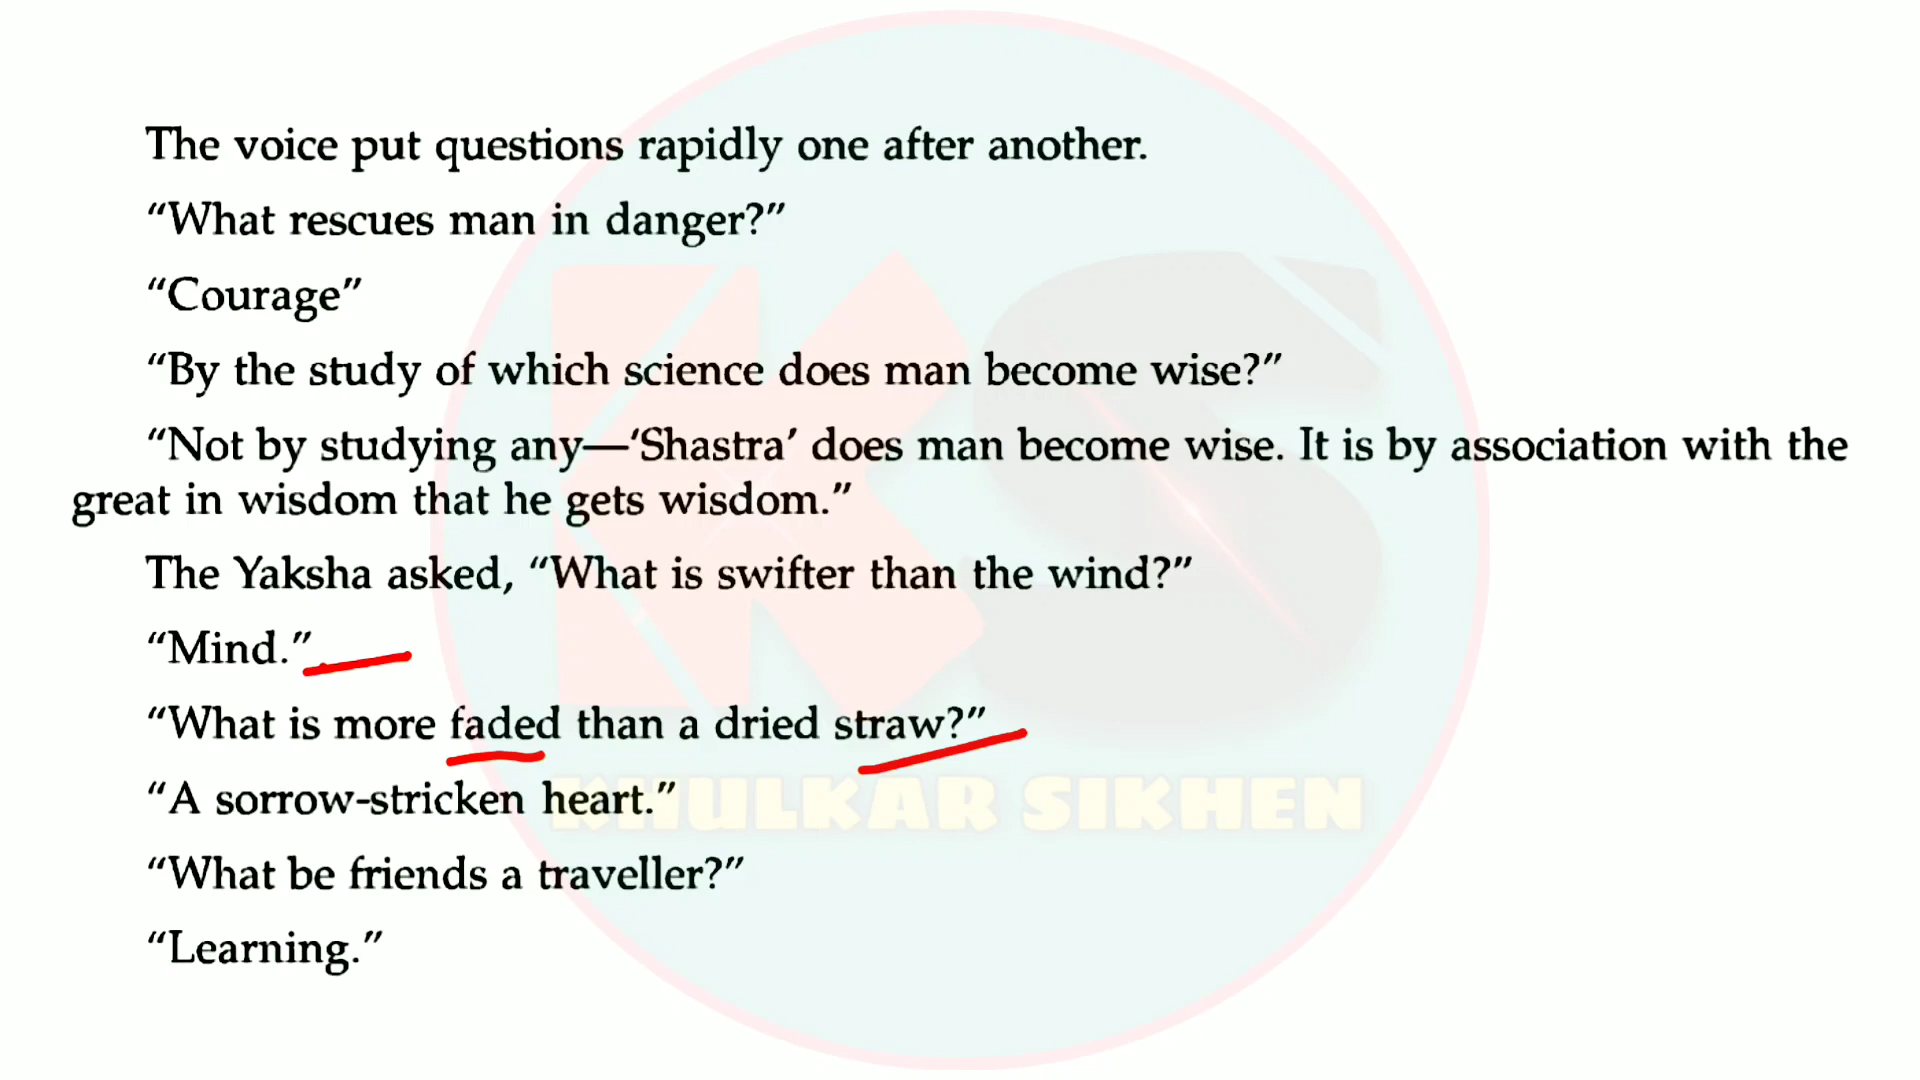 The voice put questions rapidly one after another.
“What rescues man in danger?”
“Courage”
“By the study of which science does man become wise?”
“Not by studying any—‘Shastra’ does man become wise. It is by association with the
great in wisdom that he gets wisdom.”
The Yaksha asked, “What is swifter than the wind?”
“Mind.”
“What is more faded than a dried straw?”
“A sorrow-stricken heart.”
KHULKAR SIKHEN
“What be friends a traveller?”
“Learning.”
KS